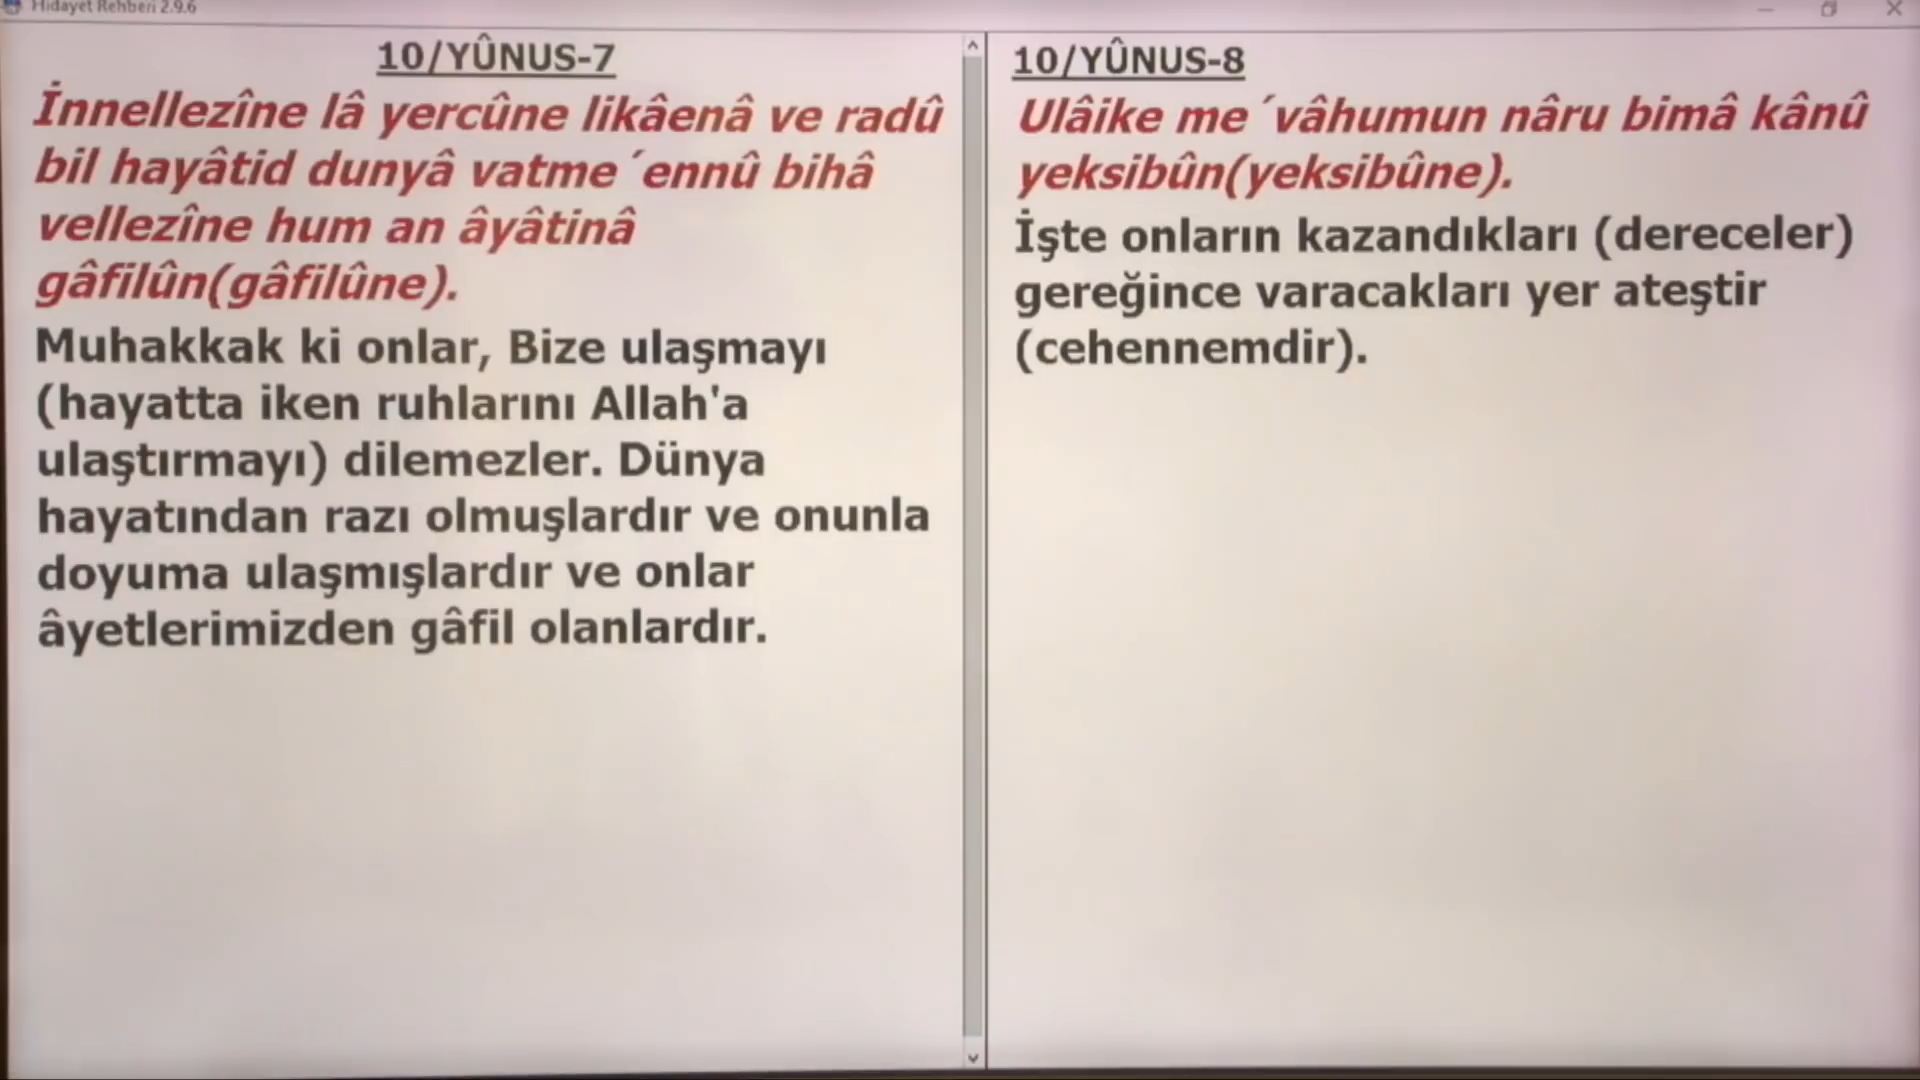 Hidayet Rehberi 2.9.6
10/YÛNUS-7
İnnellezîne lâ yercûne likâenâ ve radû
bil hayâtid dunyâ vatme´ennû bihâ
vellezîne hum an âyâtinâ
gâfilûn(gâfilûne).
Muhakkak ki onlar, Bize ulaşmayı
(hayatta iken ruhlarını Allah'a
ulaştırmayı) dilemezler. Dünya
hayatından razı olmuşlardır ve onunla
doyuma ulaşmışlardır ve onlar
âyetlerimizden gâfil olanlardır.
10/YÛNUS-8
Ulâike me´vâhumun nâru bimâ kânû
yeksibûn(yeksibûne).
İşte onların kazandıkları (dereceler)
gereğince varacakları yer ateştir
(cehennemdir).